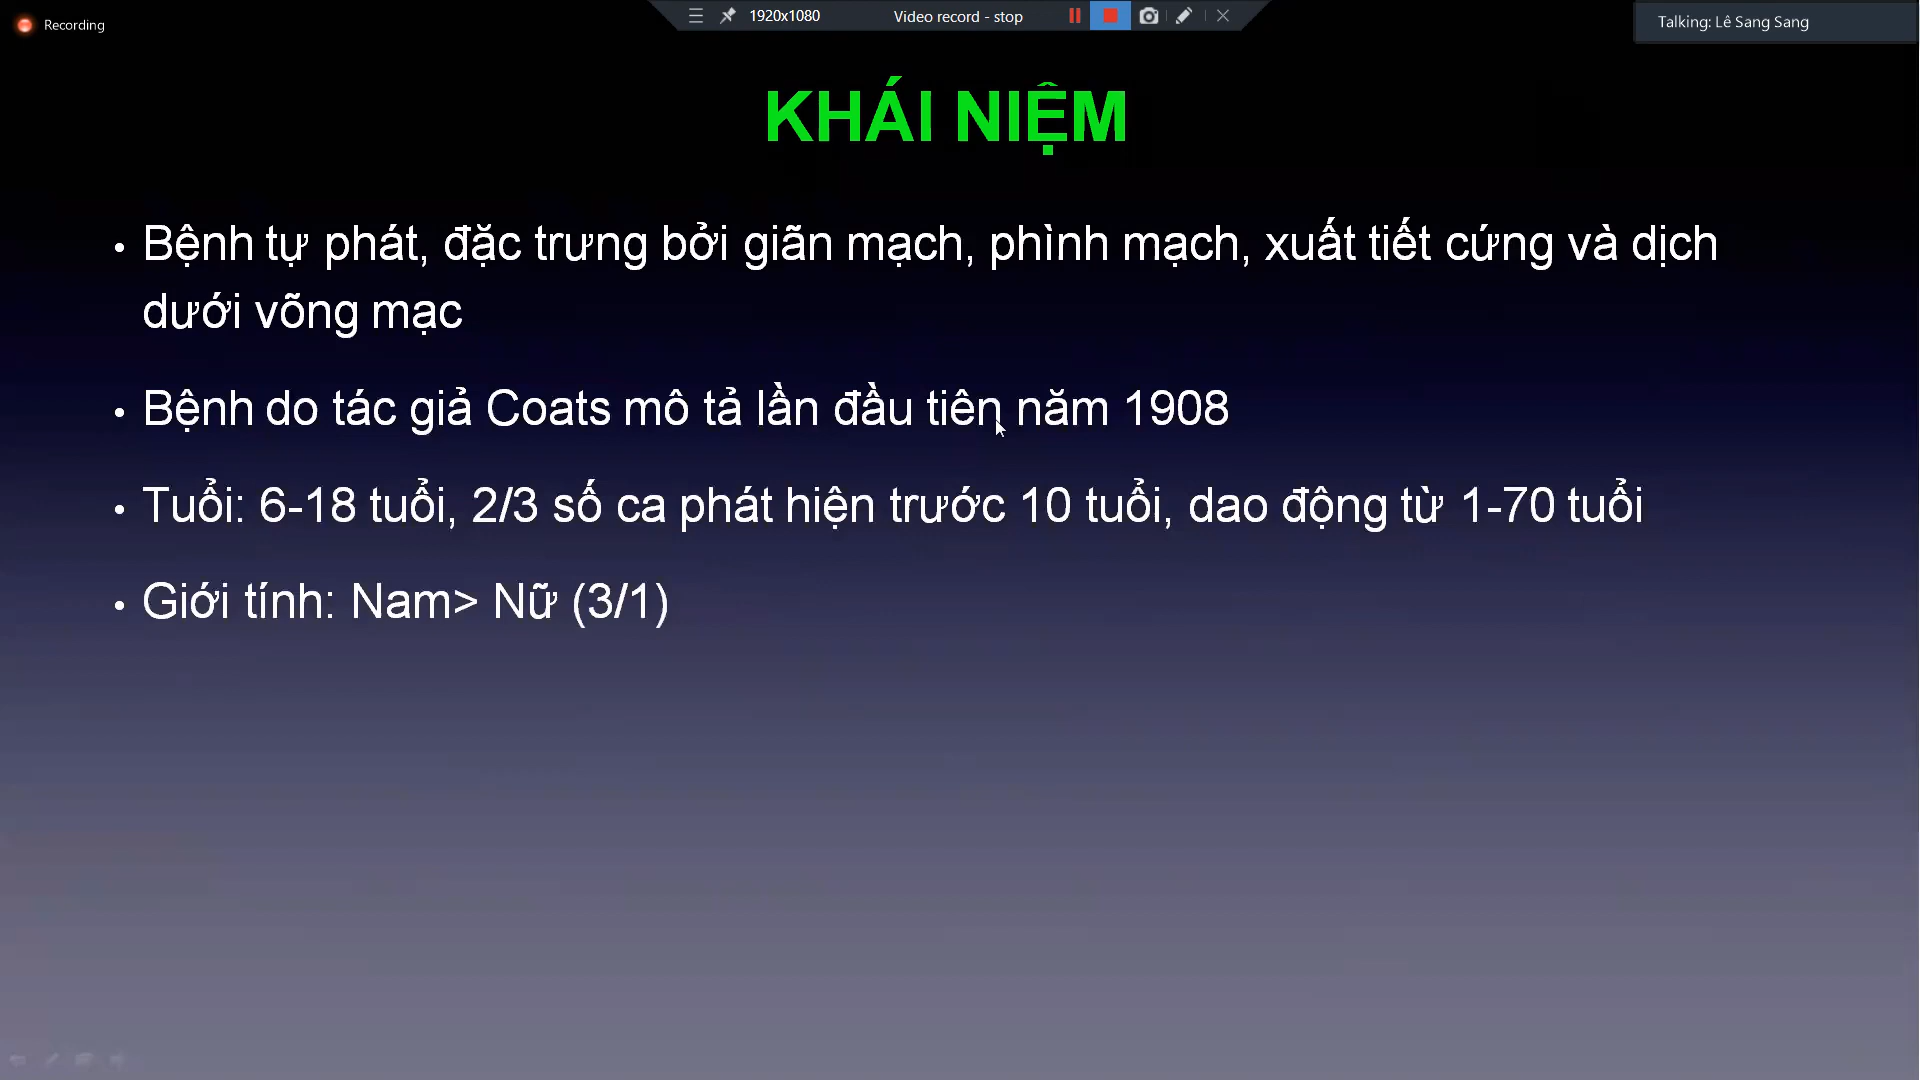 Recording
1920x1080
Video record - stop
Talking: Lê Sang Sang
KHÁI NIỆM
• Bệnh tự phát, đặc trưng bởi giãn mạch, phình mạch, xuất tiết cứng và dịch
dưới võng mạc
• Bệnh do tác giả Coats mô tả lần đầu tiên năm 1908
• Tuổi: 6-18 tuổi, 2/3 số ca phát hiện trước 10 tuổi, dao động từ 1-70 tuổi
• Giới tính: Nam> Nữ (3/1)